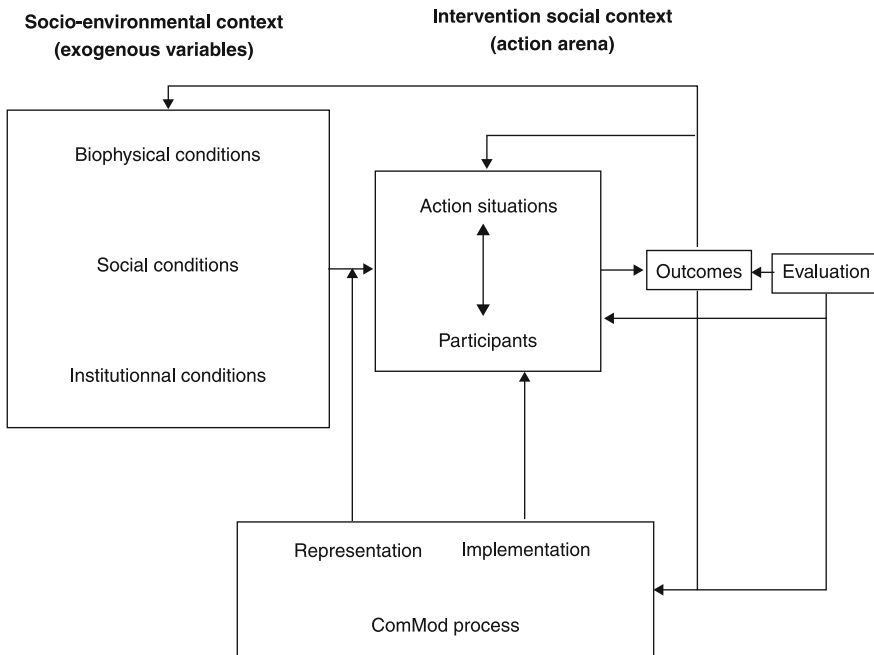 Socio-environmental context
(exogenous variables)
Intervention social context
(action arena)
Biophysical conditions
Social conditions
Institutionnal conditions
Action situations
Participants
Outcomes
Evaluation
Representation
Implementation
ComMod process